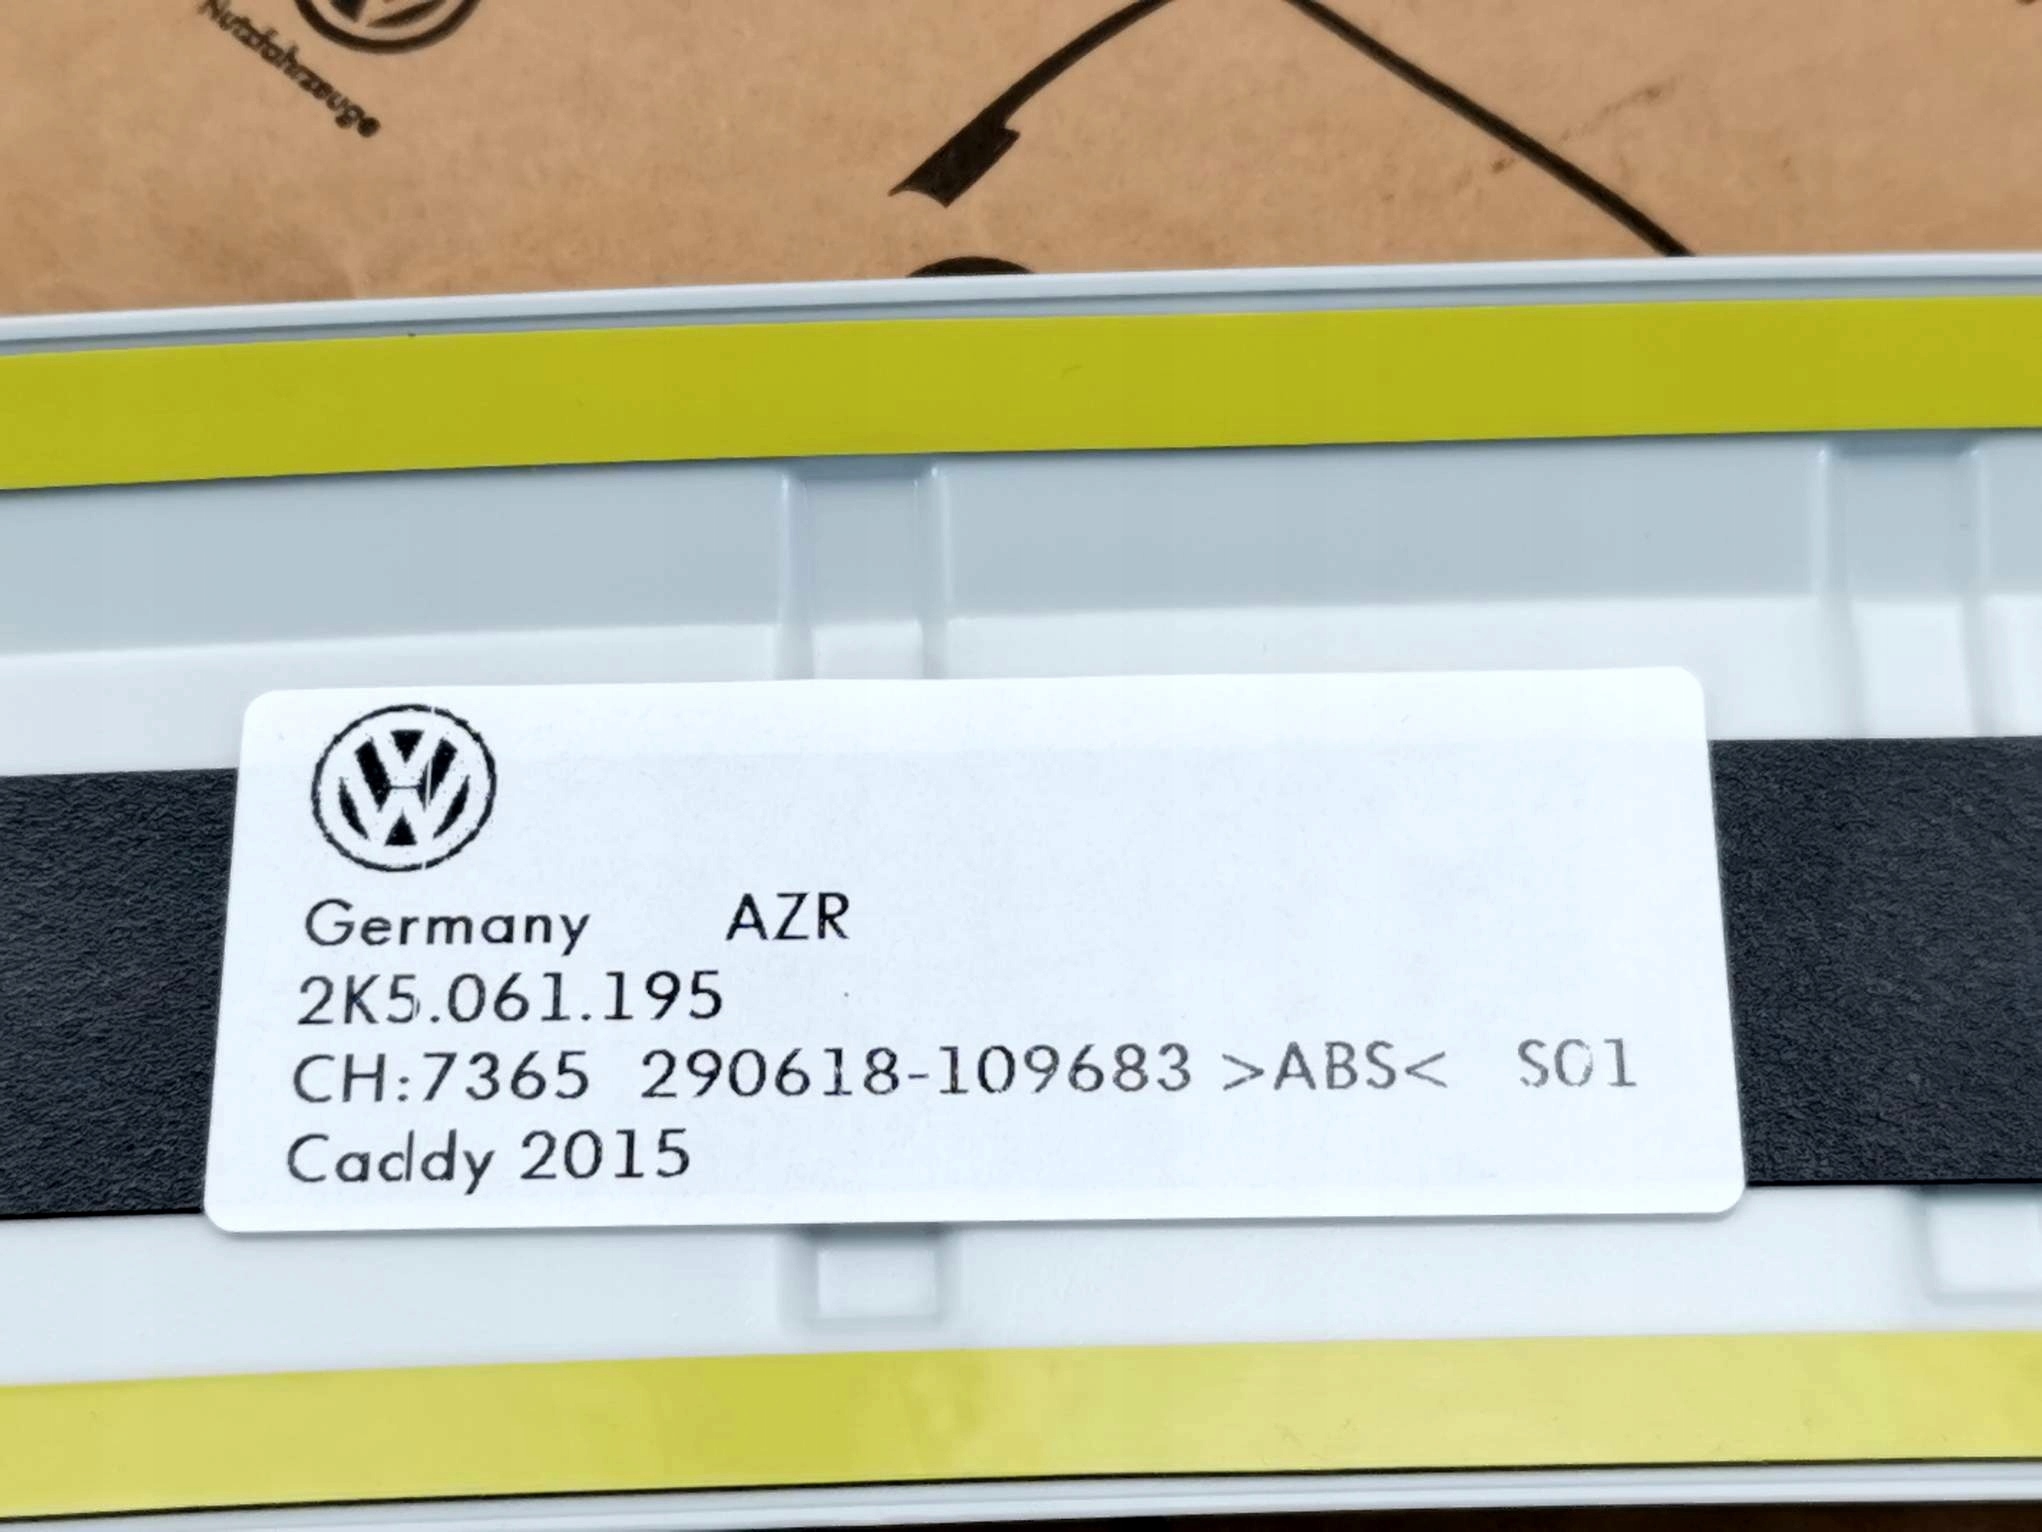 Nutzfahrzeuge
Germany AZR
2K5.061.195
CH:7365 290618-109683 >ABS< S01
Caddy 2015